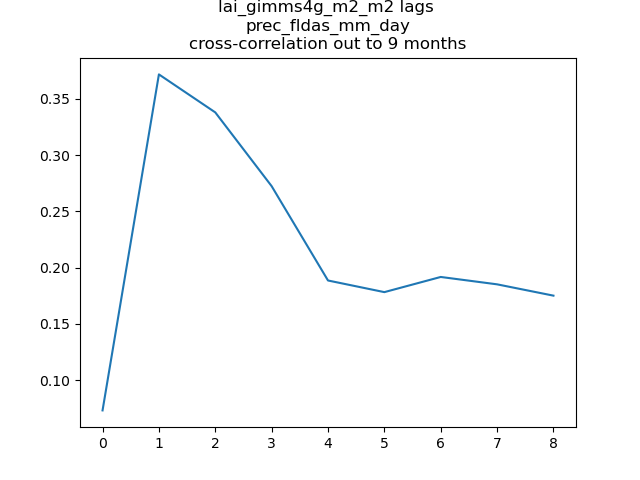 lai_gimms4g_m2_m2 lags
prec_fldas_mm_day
cross-correlation out to 9 months
0.35
0.30
0.25
0.20
0.15
0.10
0 1 2 3 4 5 6 7 8